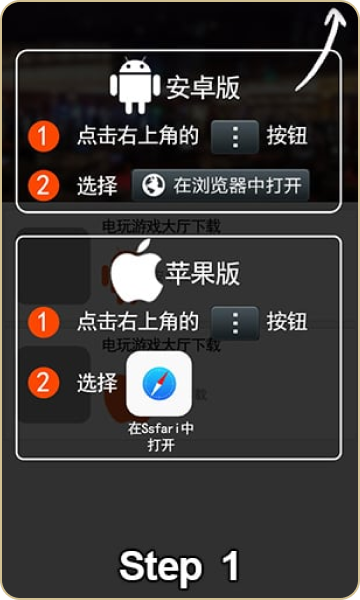 安卓版
1 点击右上角的 ⋮ 按钮
2 选择 在浏览器中打开
电玩游戏大厅下载
苹果版
1 点击右上角的 ⋮ 按钮
电玩游戏大厅下载
2 选择
在Ssfari中
打开
Step 1